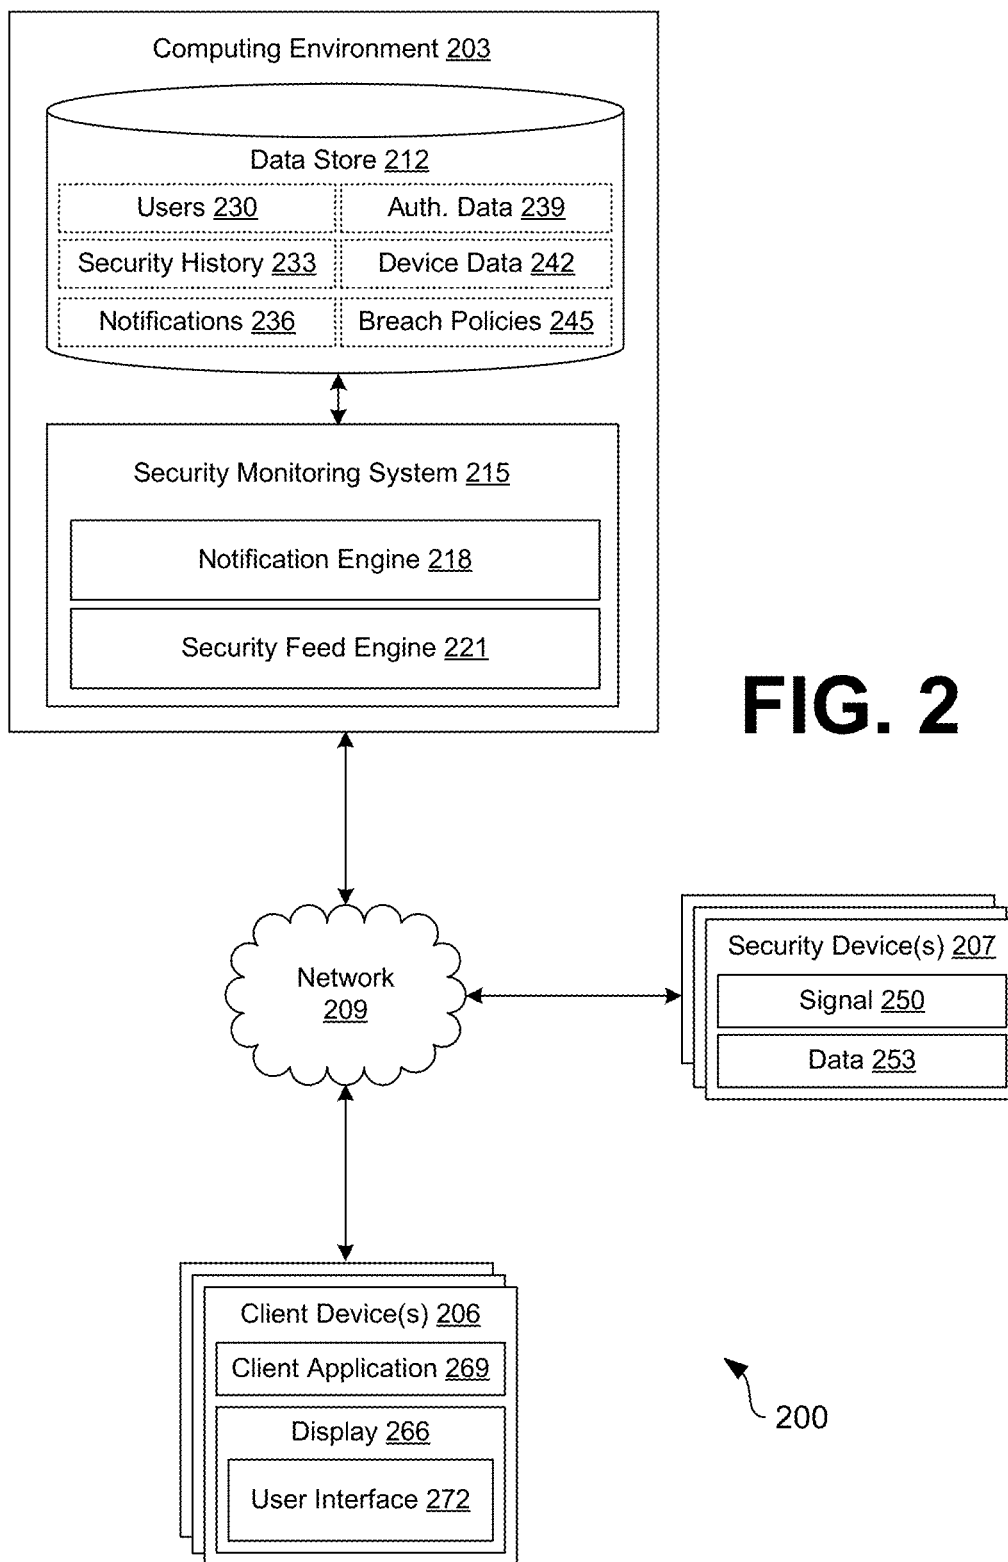 Computing Environment 203
Data Store 212
Users 230
Auth. Data 239
Security History 233
Device Data 242
Notifications 236
Breach Policies 245
Security Monitoring System 215
Notification Engine 218
Security Feed Engine 221
FIG. 2
Network
209
Security Device(s) 207
Signal 250
Data 253
Client Device(s) 206
Client Application 269
Display 266
User Interface 272
200